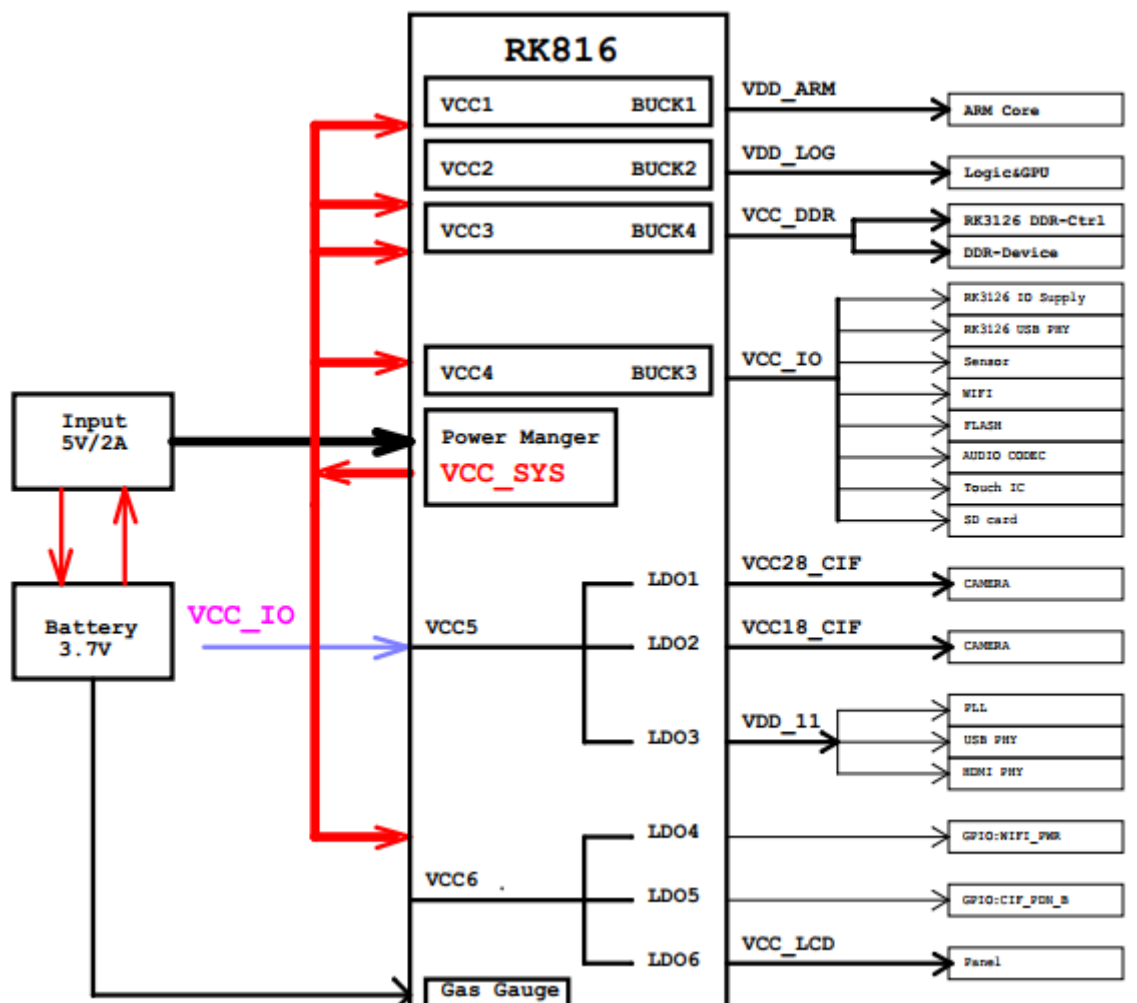 RK816
VCC1 BUCK1
VDD_ARM
ARM Core
VCC2 BUCK2
VDD_LOG
Logic&GPU
VCC3 BUCK4
VCC_DDR
RK3126 DDR-Ctrl
DDR-Device
VCC4 BUCK3
VCC_IO
RK3126 IO Supply
RK3126 USB PHY
Sensor
WIFI
FLASH
AUDIO CODEC
Touch IC
SD card
Input
5V/2A
Power Manger
VCC_SYS
Battery
3.7V
VCC_IO
VCC5
LDO1
VCC28_CIF
CAMERA
LDO2
VCC18_CIF
CAMERA
LDO3
VDD_11
PLL
USB PHY
HDMI PHY
VCC6 .
LDO4
GPIO:WIFI_PWR
LDO5
GPIO:CIF_PDN_B
LDO6
VCC_LCD
Panel
Gas Gauge